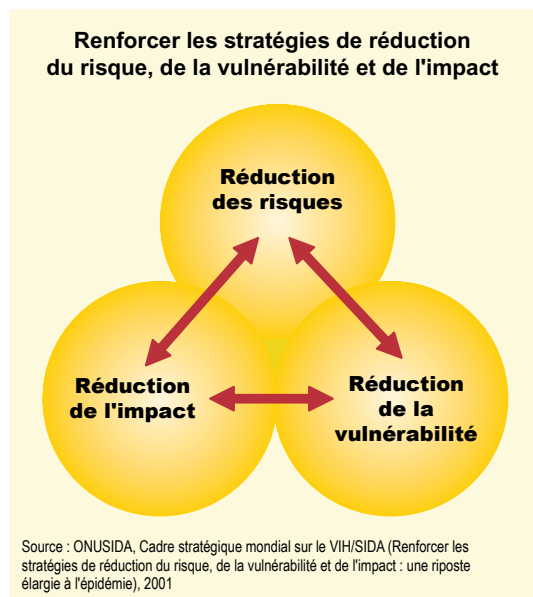 Renforcer les stratégies de réduction
du risque, de la vulnérabilité et de l'impact
Réduction
des risques
Réduction
de l'impact
Réduction
de la
vulnérabilité
Source : ONUSIDA, Cadre stratégique mondial sur le VIH/SIDA (Renforcer les
stratégies de réduction du risque, de la vulnérabilité et de l'impact : une riposte
élargie à l'épidémie), 2001